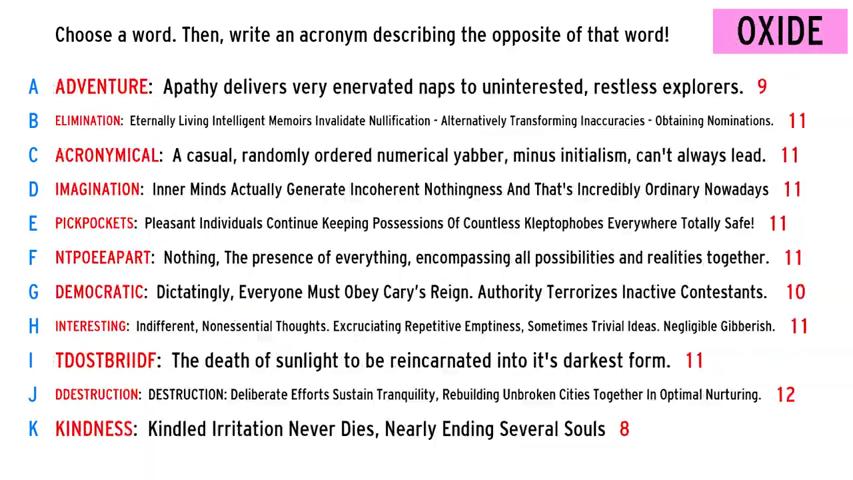 Choose a word. Then, write an acronym describing the opposite of that word!
OXIDE
A ADVENTURE: Apathy delivers very enervated naps to uninterested, restless explorers. 9
B ELIMINATION: Eternally Living Intelligent Memoirs Invalidate Nullification - Alternatively Transforming Inaccuracies - Obtaining Nominations. 11
C ACRONYMICAL: A casual, randomly ordered numerical yabber, minus initialism, can't always lead. 11
D IMAGINATION: Inner Minds Actually Generate Incoherent Nothingness And That's Incredibly Ordinary Nowadays 11
E PICKPOCKETS: Pleasant Individuals Continue Keeping Possessions Of Countless Kleptophobes Everywhere Totally Safe! 11
F NTPOEEAPART: Nothing, The presence of everything, encompassing all possibilities and realities together. 11
G DEMOCRATIC: Dictatingly, Everyone Must Obey Cary's Reign. Authority Terrorizes Inactive Contestants. 10
H INTERESTING: Indifferent, Nonessential Thoughts. Excruciating Repetitive Emptiness, Sometimes Trivial Ideas. Negligible Gibberish. 11
I TDOSTBRIIDF: The death of sunlight to be reincarnated into it's darkest form. 11
J DDESTRUCTION: DESTRUCTION: Deliberate Efforts Sustain Tranquility, Rebuilding Unbroken Cities Together In Optimal Nurturing. 12
K KINDNESS: Kindled Irritation Never Dies, Nearly Ending Several Souls 8